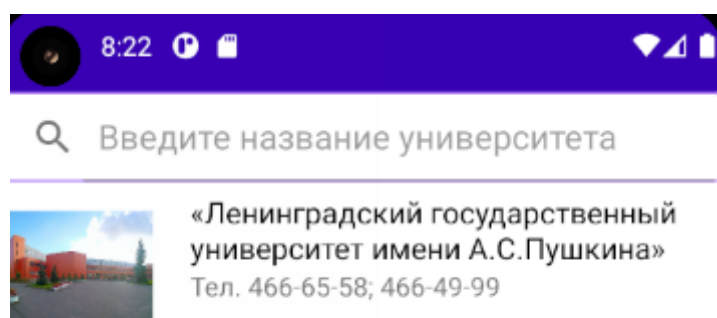 8:22
Введите название университета
«Ленинградский государственный
университет имени А.С.Пушкина»
Тел. 466-65-58; 466-49-99